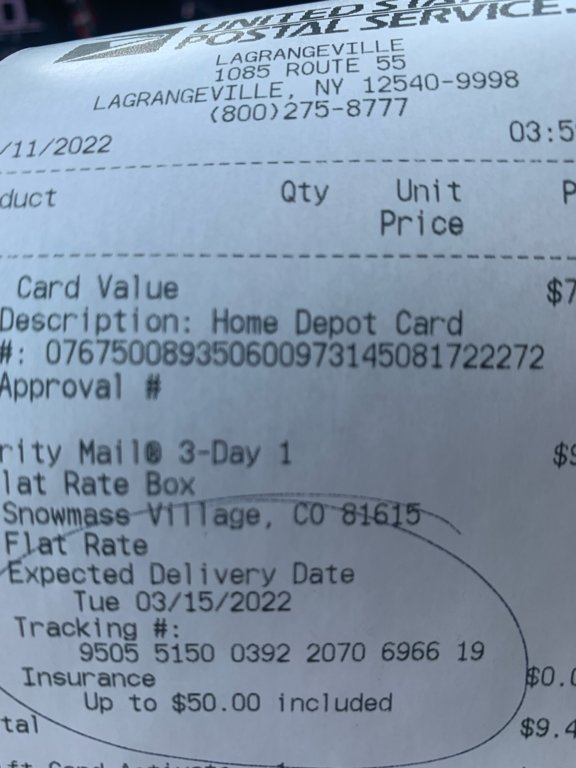 UNITED STA
POSTAL SERVICE.
LAGRANGEVILLE
1085 ROUTE 55
LAGRANGEVILLE, NY 12540-9998
(800)275-8777
/11/2022 03:5
duct Qty Unit P
Price
Card Value $7
Description: Home Depot Card
#: 07675008935060097314508172​2272
Approval #
rity Mail® 3-Day 1 $9
lat Rate Box
Snowmass Village, CO 81615
Flat Rate
Expected Delivery Date
Tue 03/15/2022
Tracking #:
9505 5150 0392 2070 6966 19
Insurance $0.0
Up to $50.00 included
tal $9.4